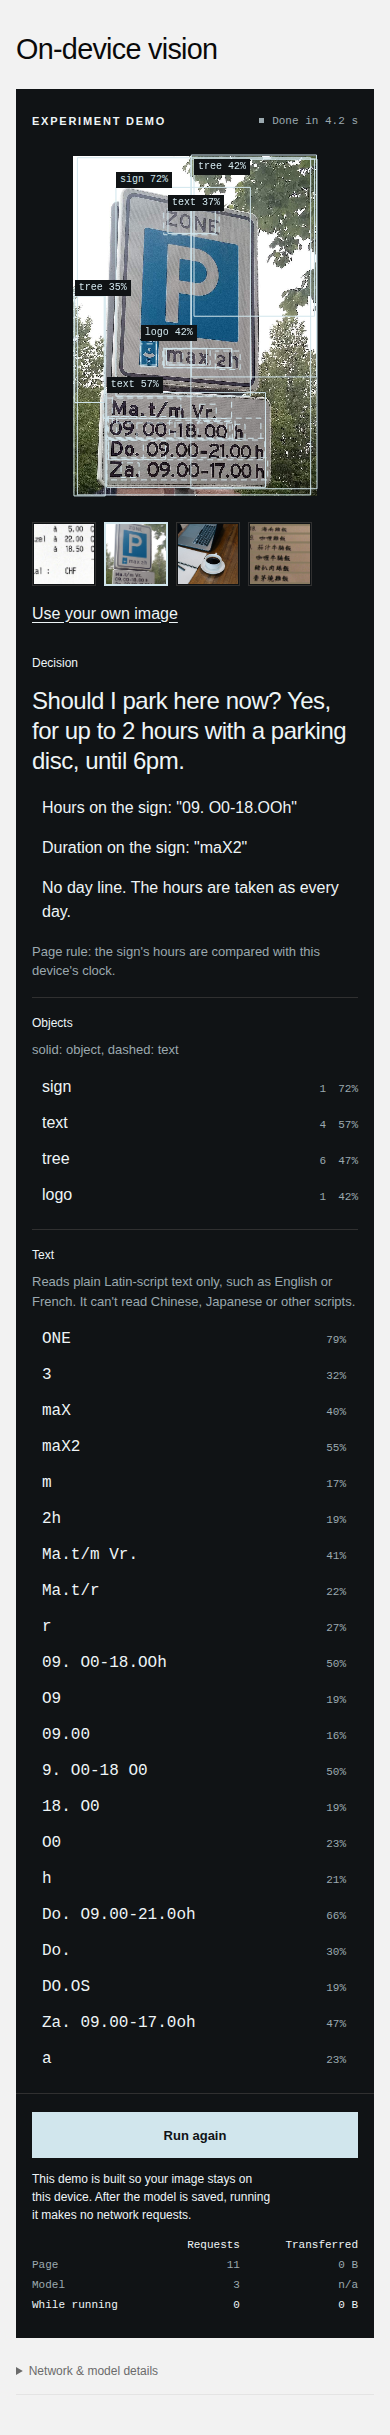 On-device vision
EXPERIMENT DEMO
Done in 4.2 s
tree 42%
sign 72%
text 37%
ZONE
P
tree 35%
logo 42%
max 2h
text 57%
Ma.t/m Vr.
09.00-18.00 h
Do. 09.00-21.00 h
Za. 09.00-17.00 h
à 5.00
à 22.00
à 18.50
CHF
Use your own image
Decision
Should I park here now? Yes,
for up to 2 hours with a parking
disc, until 6pm.
Hours on the sign: "09. O0-18.OOh"
Duration on the sign: "maX2"
No day line. The hours are taken as every
day.
Page rule: the sign's hours are compared with this
device's clock.
Objects
solid: object, dashed: text
sign 1 72%
text 4 57%
tree 6 47%
logo 1 42%
Text
Reads plain Latin-script text only, such as English or
French. It can't read Chinese, Japanese or other scripts.
ONE 79%
3 32%
maX 40%
maX2 55%
m 17%
2h 19%
Ma.t/m Vr. 41%
Ma.t/r 22%
r 27%
09. O0-18.OOh 50%
O9 19%
09.00 16%
9. O0-18 O0 50%
18. O0 19%
O0 23%
h 21%
Do. O9.00-21.0oh 66%
Do. 30%
DO.OS 19%
Za. 09.00-17.0oh 47%
a 23%
Run again
This demo is built so your image stays on
this device. After the model is saved, running
it makes no network requests.
Requests Transferred
Page 11 0 B
Model 3 n/a
While running 0 0 B
Network & model details